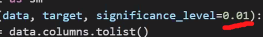 (data, target, significance_level=0.01):
= data.columns.tolist()